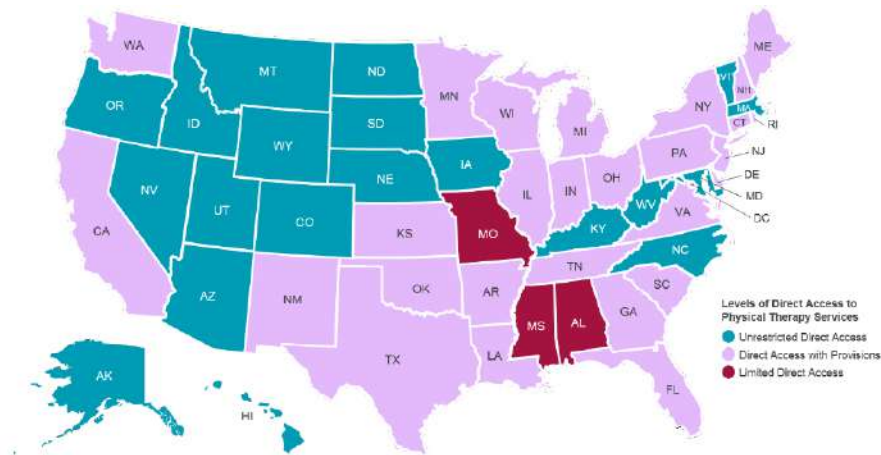 WA
MT
ND
MN
ME
OR
ID
SD
WI
MI
NY
VT
NH
MA
CT
RI
WY
IA
NE
PA
NJ
NV
UT
CO
IL
IN
OH
DE
MD
DC
WV
VA
CA
KS
MO
KY
NC
TN
AZ
NM
OK
AR
SC
MS
AL
GA
TX
LA
FL
AK
HI
Levels of Direct Access to
Physical Therapy Services
Unrestricted Direct Access
Direct Access with Provisions
Limited Direct Access